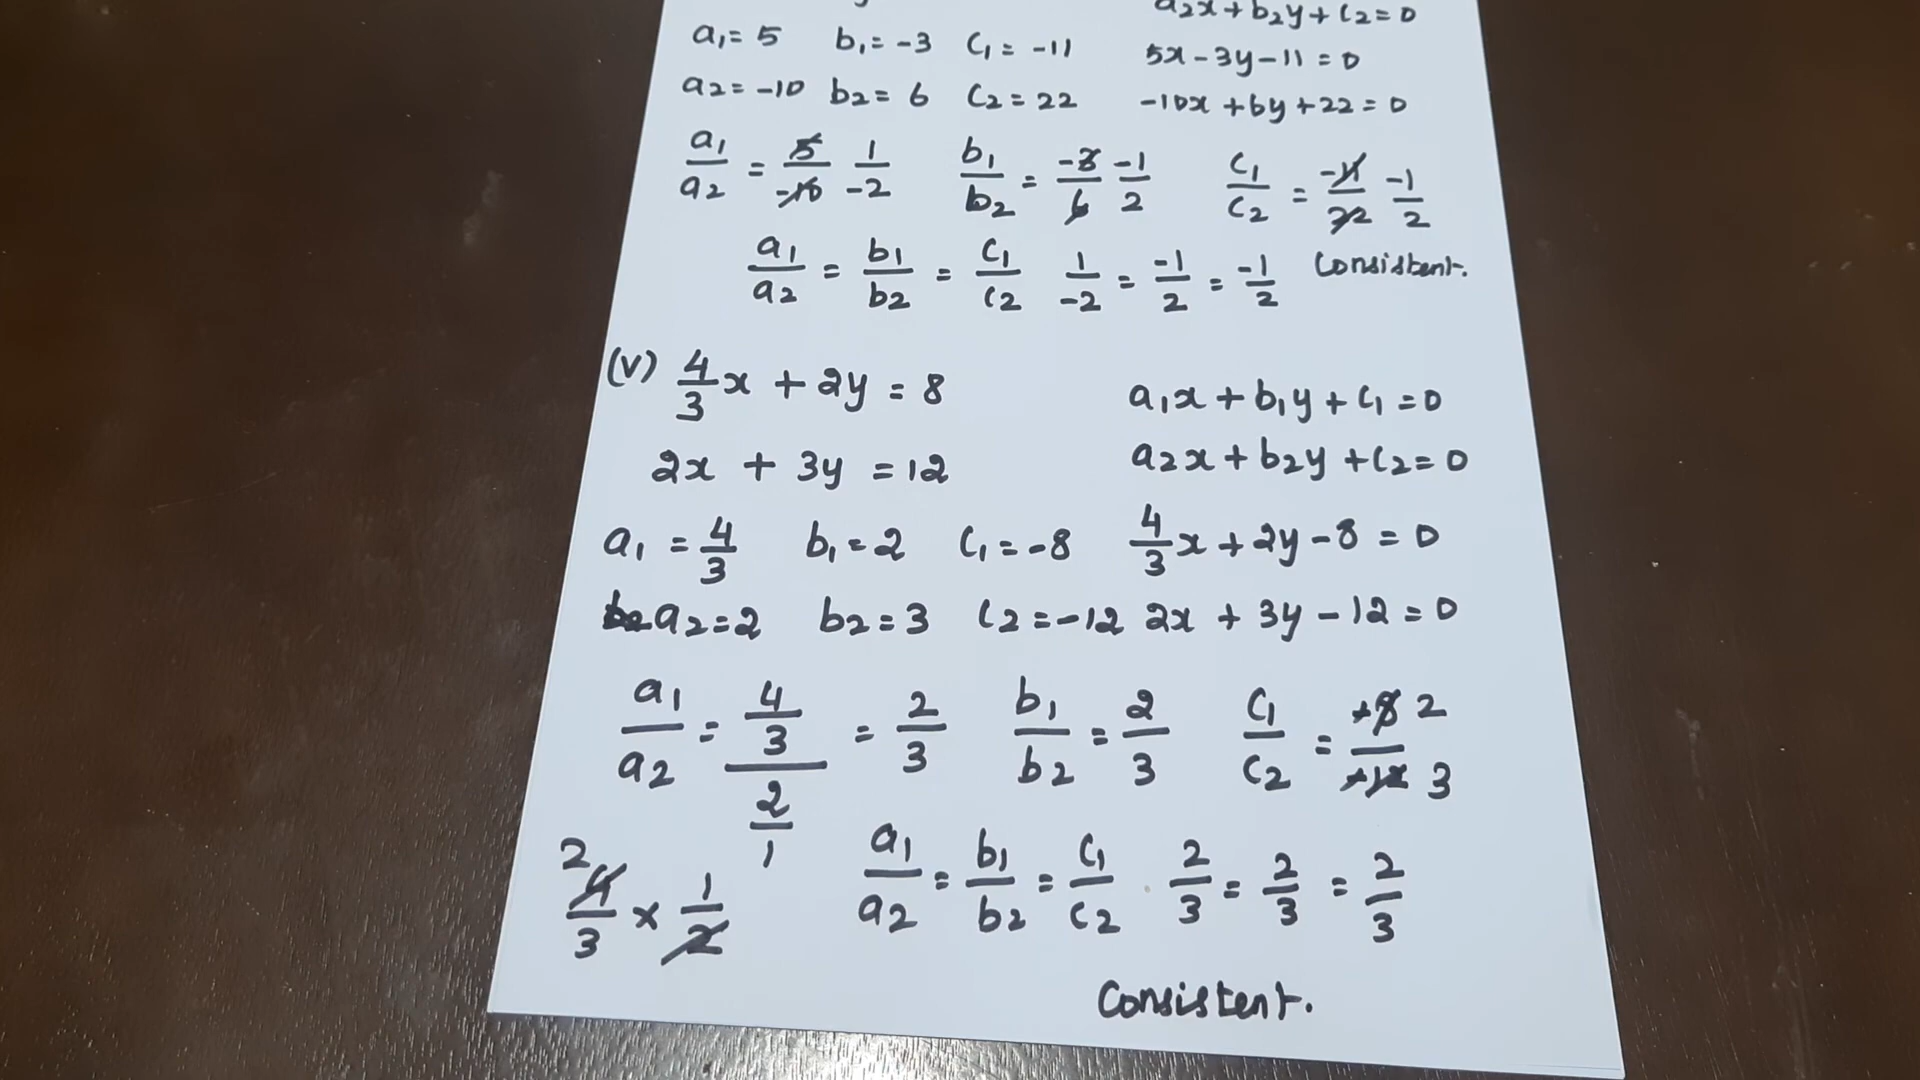 a₂x + b₂y + c₂ = 0
a₁ = 5 b₁ = -3 c₁ = -11 5x - 3y - 11 = 0
a₂ = -10 b₂ = 6 c₂ = 22 -10x + 6y + 22 = 0
a₁/a₂ = 5/-10 1/-2 b₁/b₂ = -3/6 -1/2 c₁/c₂ = -11/22 -1/2
a₁/a₂ = b₁/b₂ = c₁/c₂ 1/-2 = -1/2 = -1/2 Consistent.
(v) 4/3 x + 2y = 8 a₁x + b₁y + c₁ = 0
2x + 3y = 12 a₂x + b₂y + c₂ = 0
a₁ = 4/3 b₁ = 2 c₁ = -8 4/3 x + 2y - 8 = 0
a₂ = 2 b₂ = 3 c₂ = -12 2x + 3y - 12 = 0
a₁/a₂ = 4/3 / 2/1 = 2/3 b₁/b₂ = 2/3 c₁/c₂ = +8/+12 2/3
2 4/3 × 1/2 a₁/a₂ = b₁/b₂ = c₁/c₂ 2/3 = 2/3 = 2/3
Consistent.